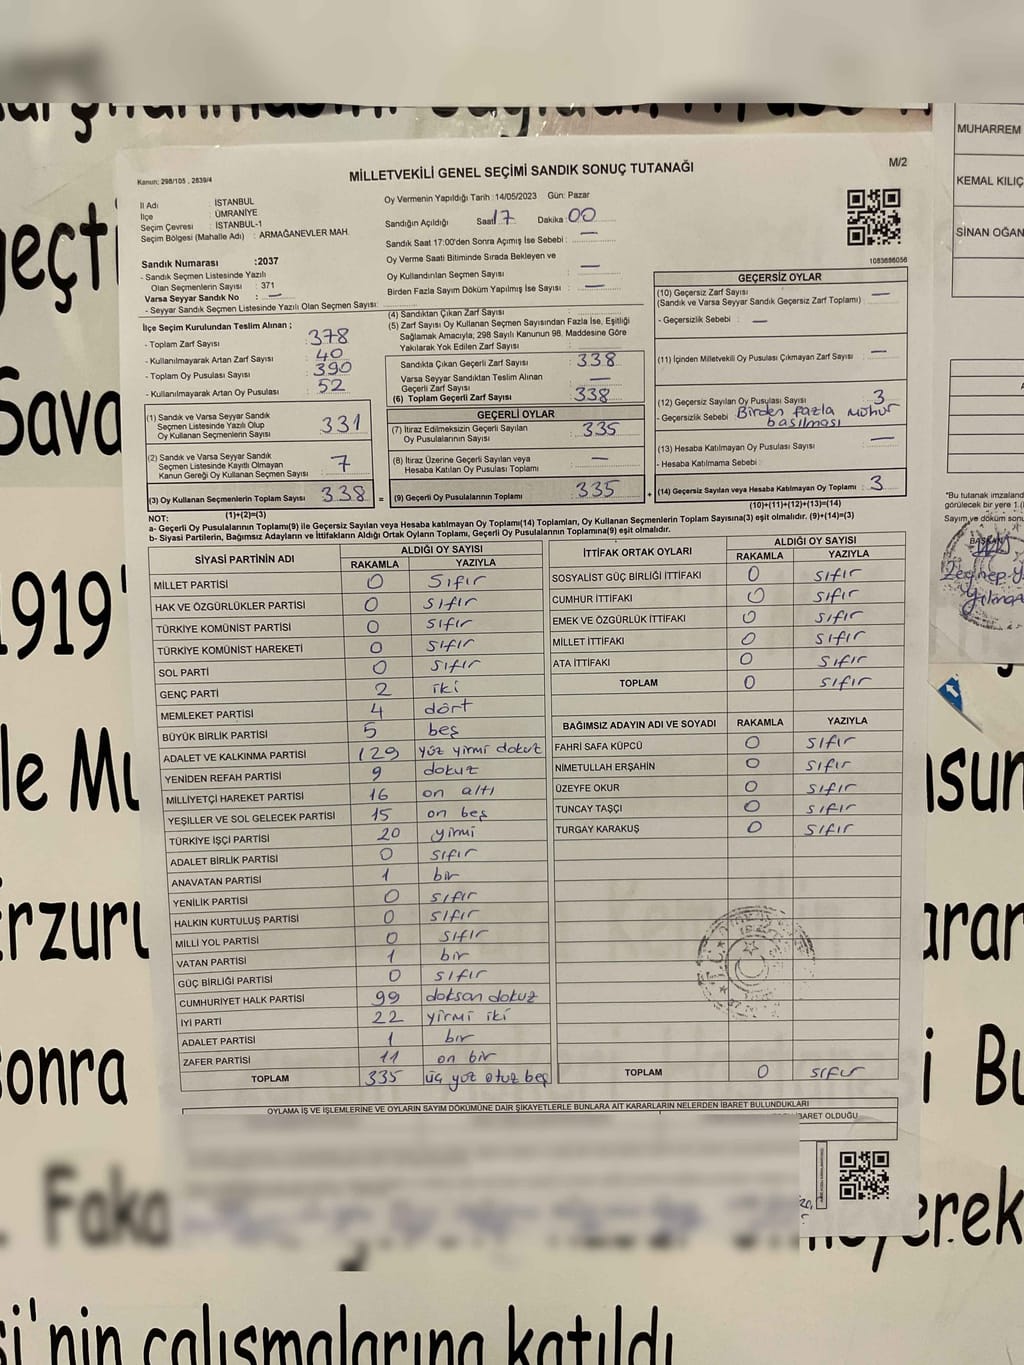 geçti
Sava
1919'
le Mu
Erzuru
sonra
Faka
asun
arar
i Bu
erek
si'nin çalışmalarına katıldı
Kanun; 298/105 , 2839/4
MİLLETVEKİLİ GENEL SEÇİMİ SANDIK SONUÇ TUTANAĞI
M/2
İl Adı : İSTANBUL
İlçe : ÜMRANİYE
Seçim Çevresi : İSTANBUL-1
Seçim Bölgesi (Mahalle Adı) : ARMAĞANEVLER MAH.
Oy Vermenin Yapıldığı Tarih :14/05/2023 Gün: Pazar
Sandığın Açıldığı Saat 17 Dakika :00
Sandık Saat 17:00'den Sonra Açımış İse Sebebi : —
Oy Verme Saati Bitiminde Sırada Bekleyen ve
Oy Kullandırılan Seçmen Sayısı : —
Birden Fazla Sayım Döküm Yapılmış İse Sayısı : —
1083686056
Sandık Numarası :2037
- Sandık Seçmen Listesinde Yazılı
Olan Seçmenlerin Sayısı : 371
Varsa Seyyar Sandık No : —
- Seyyar Sandık Seçmen Listesinde Yazılı Olan Seçmen Sayısı:
İlçe Seçim Kurulundan Teslim Alınan ;
- Toplam Zarf Sayısı : 378
- Kullanılmayarak Artan Zarf Sayısı : 40
- Toplam Oy Pusulası Sayısı : 390
- Kullanılmayarak Artan Oy Pusulası : 52
(1) Sandık ve Varsa Seyyar Sandık
Seçmen Listesinde Yazılı Olup
Oy Kullanan Seçmenlerin Sayısı : 331
(2) Sandık ve Varsa Seyyar Sandık
Seçmen Listesinde Kayıtlı Olmayan
Kanun Gereği Oy Kullanan Seçmen Sayısı : 7
(3) Oy Kullanan Seçmenlerin Toplam Sayısı : 338 =
(1)+(2)=(3)
(4) Sandıktan Çıkan Zarf Sayısı :
(5) Zarf Sayısı Oy Kullanan Seçmen Sayısından Fazla İse, Eşitliği
Sağlamak Amacıyla; 298 Sayılı Kanunun 98. Maddesine Göre
Yakılarak Yok Edilen Zarf Sayısı :
Sandıkta Çıkan Geçerli Zarf Sayısı : 338
Varsa Seyyar Sandıktan Teslim Alınan
Geçerli Zarf Sayısı : —
(6) Toplam Geçerli Zarf Sayısı : 338
GEÇERLİ OYLAR
(7) İtiraz Edilmeksizin Geçerli Sayılan
Oy Pusulalarının Sayısı : 335
(8) İtiraz Üzerine Geçerli Sayılan veya
Hesaba Katılan Oy Pusulası Toplamı : —
(9) Geçerli Oy Pusulalarının Toplamı : 335 +
GEÇERSİZ OYLAR
(10) Geçersiz Zarf Sayısı : —
(Sandık ve Varsa Seyyar Sandık Geçersiz Zarf Toplamı)
- Geçersizlik Sebebi : —
(11) İçinden Milletvekili Oy Pusulası Çıkmayan Zarf Sayısı : —
(12) Geçersiz Sayılan Oy Pusulası Sayısı : 3
- Geçersizlik Sebebi : Birden fazla mühür
basılması
(13) Hesaba Katılmayan Oy Pusulası Sayısı : —
- Hesaba Katılmama Sebebi :
(14) Geçersiz Sayılan veya Hesaba Katılmayan Oy Toplamı : 3
(10)+(11)+(12)+(13)=(14)
NOT:
a- Geçerli Oy Pusulalarının Toplamı(9) ile Geçersiz Sayılan veya Hesaba katılmayan Oy Toplamı(14) Toplamları, Oy Kullanan Seçmenlerin Toplam Sayısına(3) eşit olmalıdır. (9)+(14)=(3)
b- Siyasi Partilerin, Bağımsız Adayların ve İttifakların Aldığı Ortak Oyların Toplamı, Geçerli Oy Pusulalarının Toplamına(9) eşit olmalıdır.
SİYASİ PARTİNİN ADI ALDIĞI OY SAYISI
RAKAMLA YAZIYLA
MİLLET PARTİSİ 0 Sıfır
HAK VE ÖZGÜRLÜKLER PARTİSİ 0 sıfır
TÜRKİYE KOMÜNİST PARTİSİ 0 sıfır
TÜRKİYE KOMÜNİST HAREKETİ 0 sıfır
SOL PARTİ 0 sıfır
GENÇ PARTİ 2 iki
MEMLEKET PARTİSİ 4 dört
BÜYÜK BİRLİK PARTİSİ 5 beş
ADALET VE KALKINMA PARTİSİ 129 yüz yirmi dokuz
YENİDEN REFAH PARTİSİ 9 dokuz
MİLLİYETÇİ HAREKET PARTİSİ 16 on altı
YEŞİLLER VE SOL GELECEK PARTİSİ 15 on beş
TÜRKİYE İŞÇİ PARTİSİ 20 yirmi
ADALET BİRLİK PARTİSİ 0 sıfır
ANAVATAN PARTİSİ 1 bir
YENİLİK PARTİSİ 0 sıfır
HALKIN KURTULUŞ PARTİSİ 0 sıfır
MİLLİ YOL PARTİSİ 0 sıfır
VATAN PARTİSİ 1 bir
GÜÇ BİRLİĞİ PARTİSİ 0 sıfır
CUMHURİYET HALK PARTİSİ 99 doksan dokuz
İYİ PARTİ 22 yirmi iki
ADALET PARTİSİ 1 bir
ZAFER PARTİSİ 11 on bir
TOPLAM 335 üç yüz otuz beş
İTTİFAK ORTAK OYLARI ALDIĞI OY SAYISI
RAKAMLA YAZIYLA
SOSYALİST GÜÇ BİRLİĞİ İTTİFAKI 0 sıfır
CUMHUR İTTİFAKI 0 sıfır
EMEK VE ÖZGÜRLÜK İTTİFAKI 0 sıfır
MİLLET İTTİFAKI 0 sıfır
ATA İTTİFAKI 0 sıfır
TOPLAM 0 sıfır
BAĞIMSIZ ADAYIN ADI VE SOYADI RAKAMLA YAZIYLA
FAHRİ SAFA KÜPCÜ 0 sıfır
NİMETULLAH ERŞAHİN 0 sıfır
ÜZEYFE OKUR 0 sıfır
TUNCAY TAŞÇI 0 sıfır
TURGAY KARAKUŞ 0 sıfır
TOPLAM 0 sıfır
OYLAMA İŞ VE İŞLEMLERİNE VE OYLARIN SAYIM DÖKÜMÜNE DAİR ŞİKAYETLERLE BUNLARA AİT KARARLARIN NELERDEN İBARET BULUNDUKLARI
İBARET OLDUĞU
MUHARREM
KEMAL KILIÇ
SİNAN OĞAN
"Bu tutanak imzaland
görülecek bir yere 1.(
Sayım ve döküm sonu
BAŞKAN
Zeynep